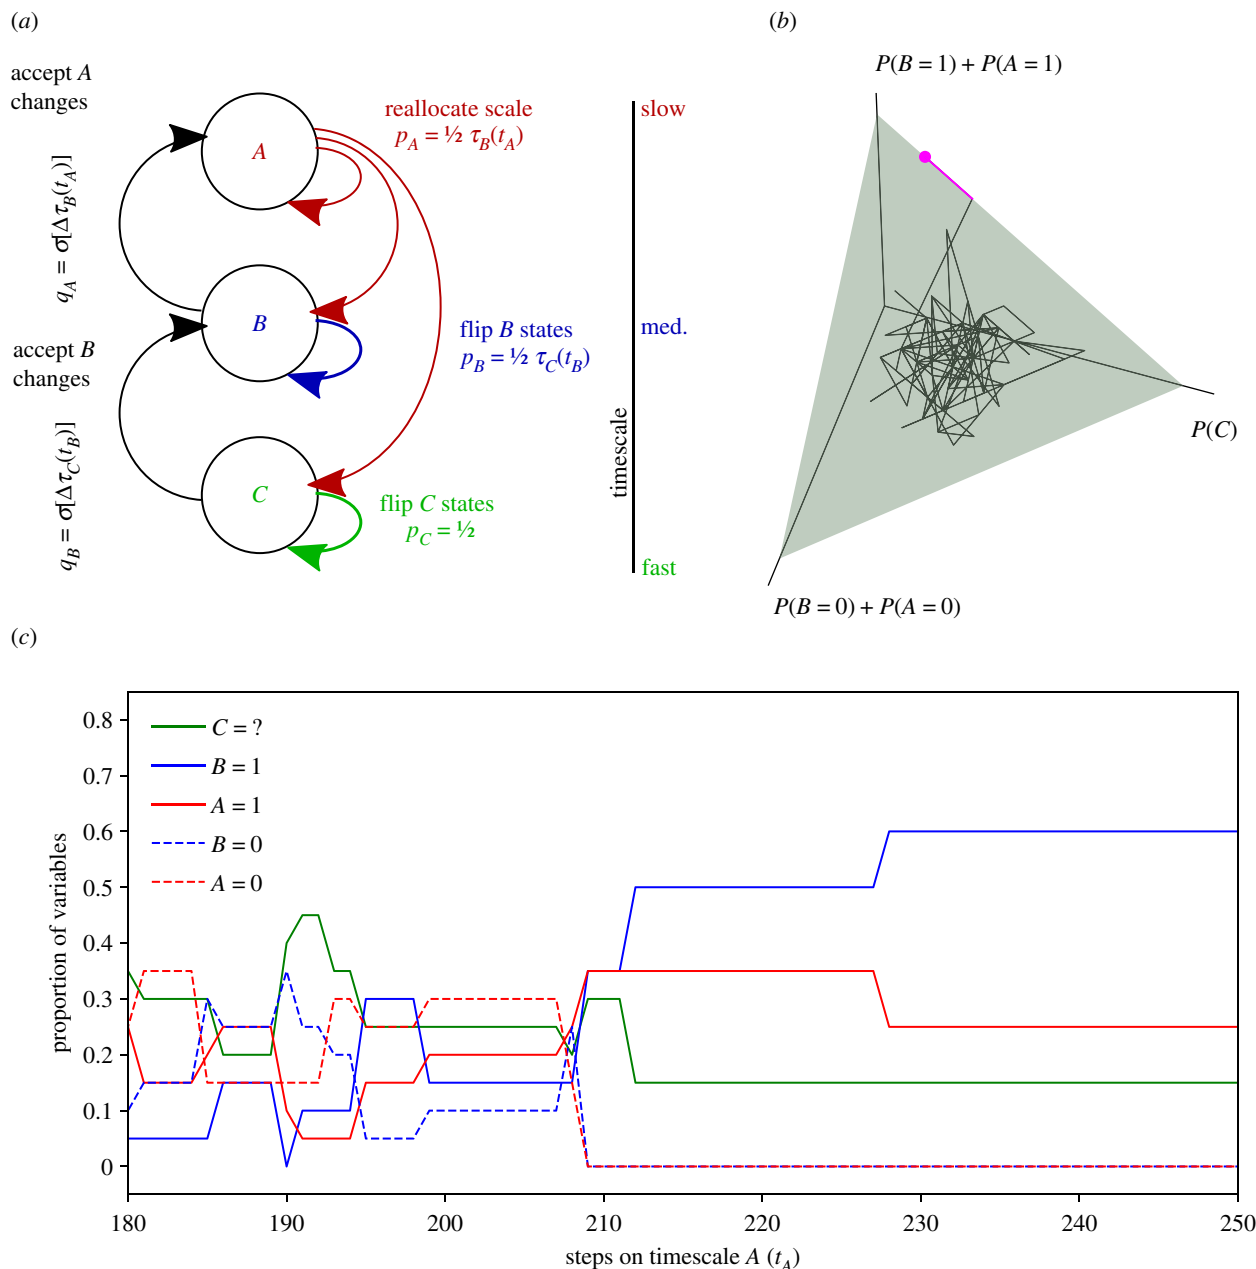 (a)
accept A
changes
q_A = σ[Δτ_B(t_A)]
A
reallocate scale
p_A = ½ τ_B(t_A)
B
flip B states
p_B = ½ τ_C(t_B)
accept B
changes
q_B = σ[Δτ_C(t_B)]
C
flip C states
p_C = ½
timescale
slow
med.
fast
(b)
P(B = 1) + P(A = 1)
P(C)
P(B = 0) + P(A = 0)
(c)
proportion of variables
0.8
0.7
0.6
0.5
0.4
0.3
0.2
0.1
0
C = ?
B = 1
A = 1
B = 0
A = 0
180
190
200
210
220
230
240
250
steps on timescale A (t_A)